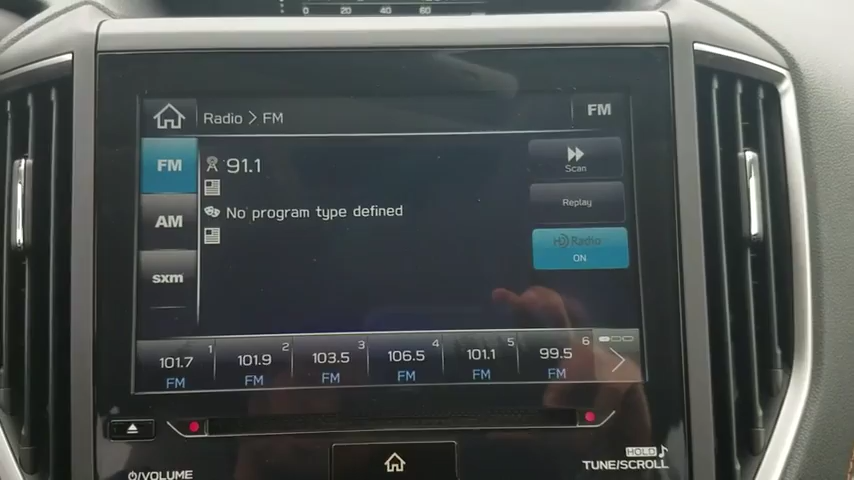 0 20 40 60
Radio > FM
FM
FM
91.1
Scan
AM
No program type defined
Replay
HD Radio
ON
sxm
101.7 1
FM
101.9 2
FM
103.5 3
FM
106.5 4
FM
101.1 5
FM
99.5 6
FM
HOLD
⏻/VOLUME
TUNE/SCROLL